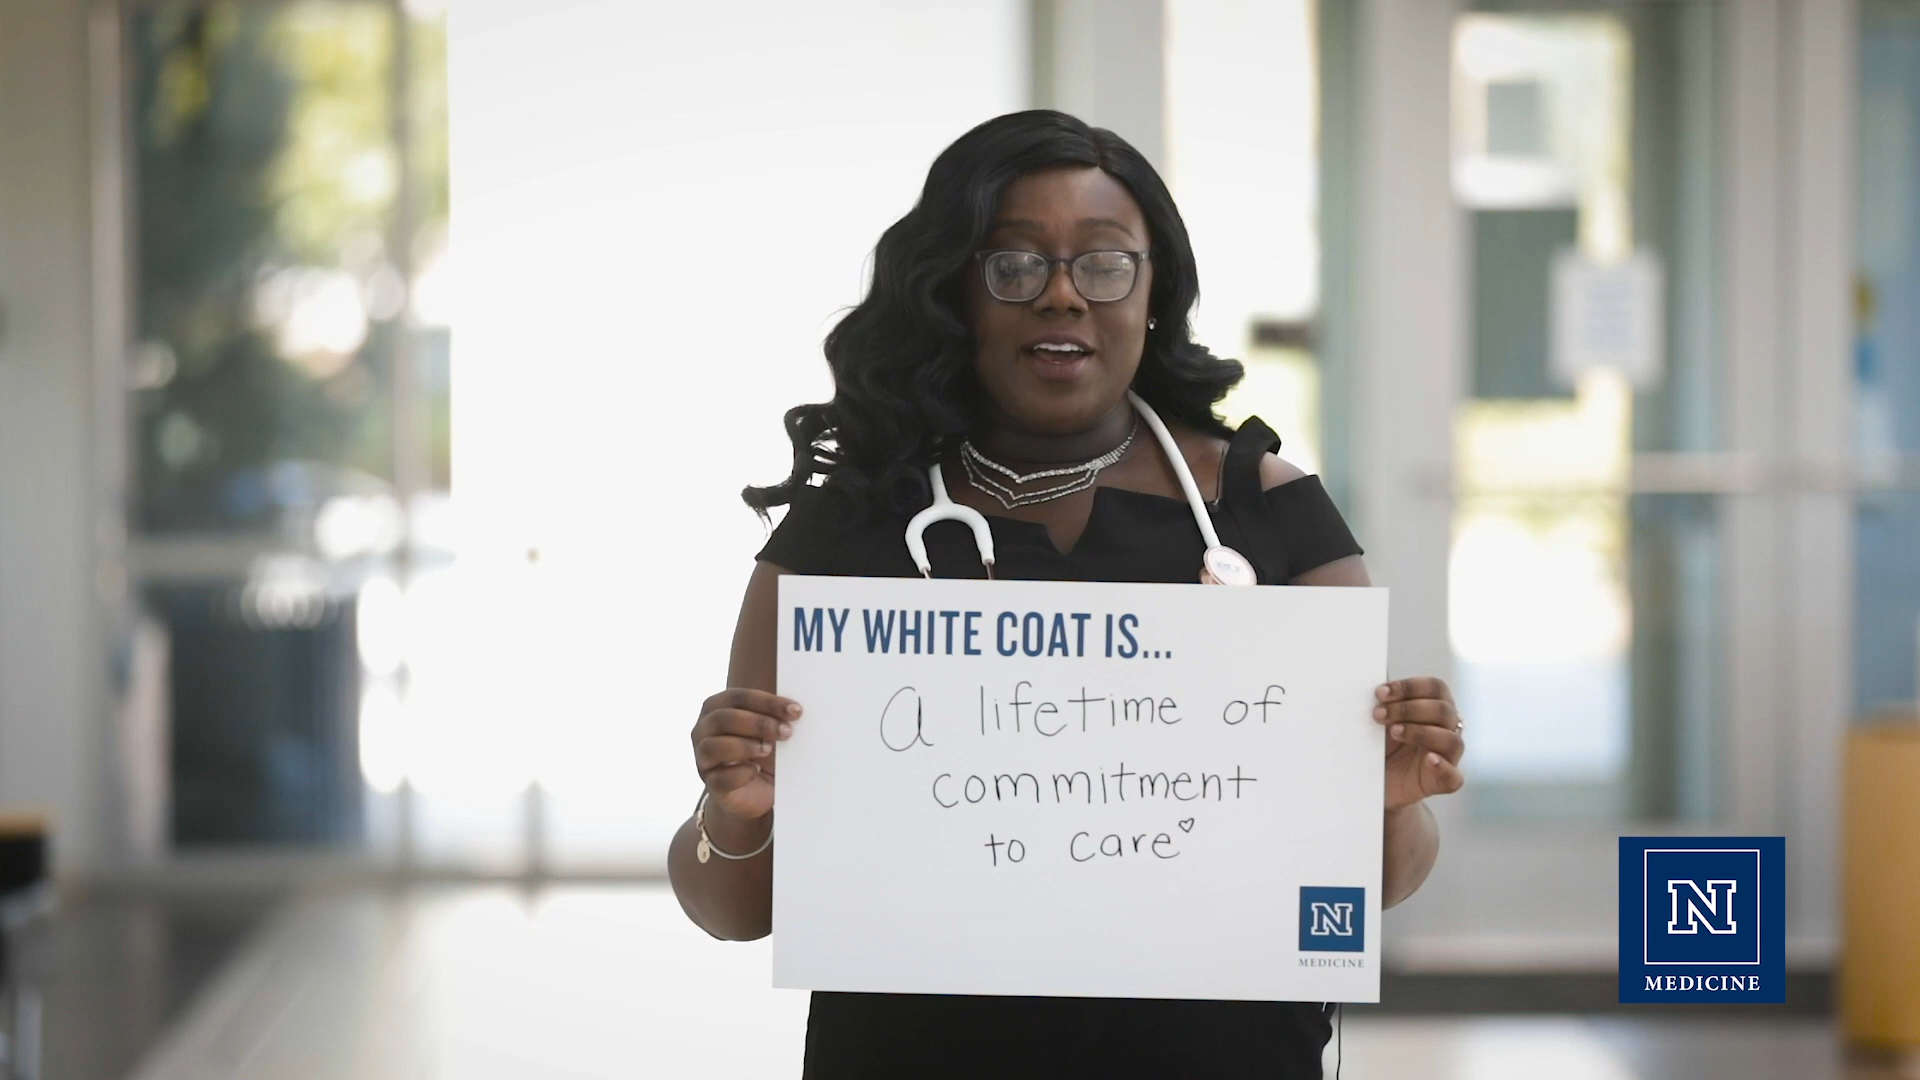 MY WHITE COAT IS...
A lifetime of
commitment
to care♡
N
MEDICINE
N
MEDICINE